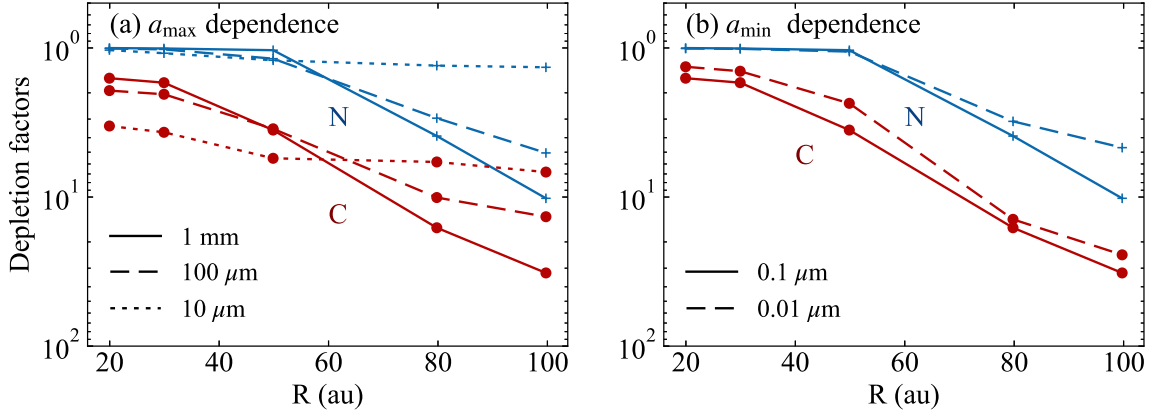 (a) a_max dependence
N
C
1 mm
100 μm
10 μm
10^0
10^1
10^2
Depletion factors
20 40 60 80 100
R (au)
(b) a_min dependence
N
C
0.1 μm
0.01 μm
10^0
10^1
10^2
20 40 60 80 100
R (au)